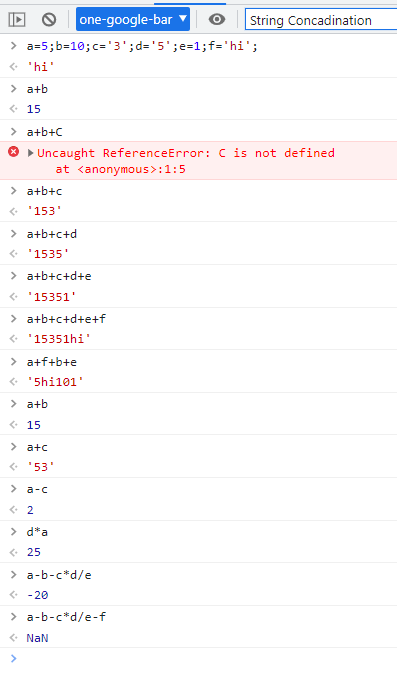 one-google-bar ▼ String Concadination
> a=5;b=10;c='3';d='5';e=1;f='hi';
'hi'
> a+b
15
> a+b+C
Uncaught ReferenceError: C is not defined
at <anonymous>:1:5
> a+b+c
'153'
> a+b+c+d
'1535'
> a+b+c+d+e
'15351'
> a+b+c+d+e+f
'15351hi'
> a+f+b+e
'5hi101'
> a+b
15
> a+c
'53'
> a-c
2
> d*a
25
> a-b-c*d/e
-20
> a-b-c*d/e-f
NaN
>